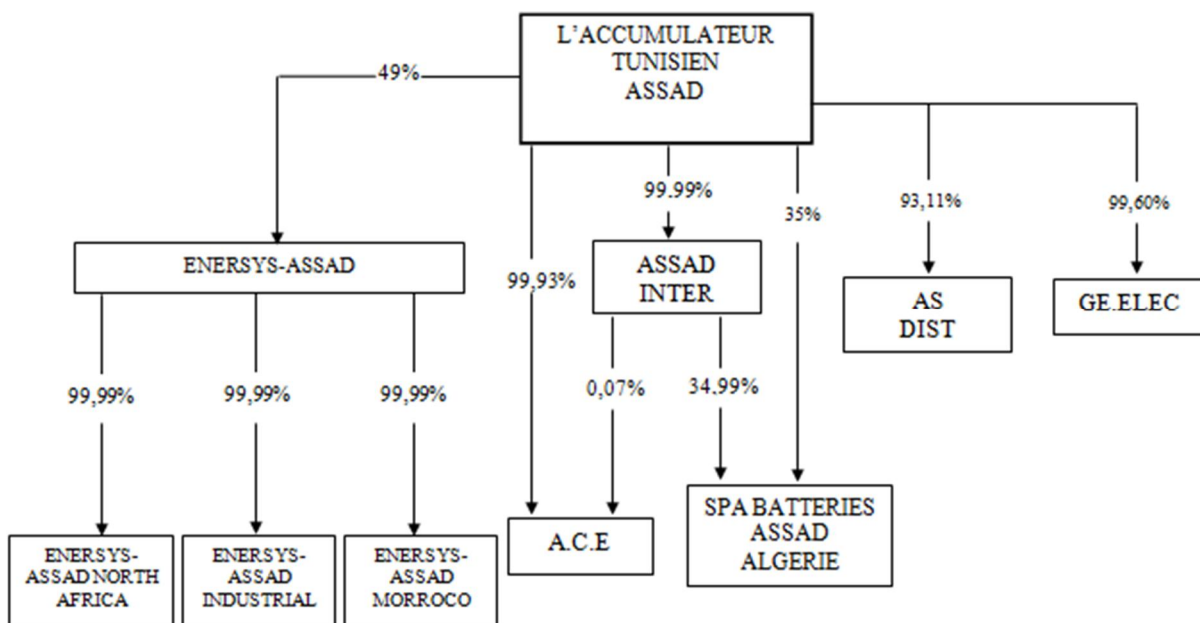 L'ACCUMULATEUR
TUNISIEN
ASSAD
49%
99.99%
93,11%
99,60%
35%
ENERSYS-ASSAD
99,93%
ASSAD
INTER
AS
DIST
GE.ELEC
99,99%
99,99%
99,99%
0,07%
34,99%
SPA BATTERIES
ASSAD
ALGERIE
A.C.E
ENERSYS-
ASSAD NORTH
AFRICA
ENERSYS-
ASSAD
INDUSTRIAL
ENERSYS-
ASSAD
MORROCO